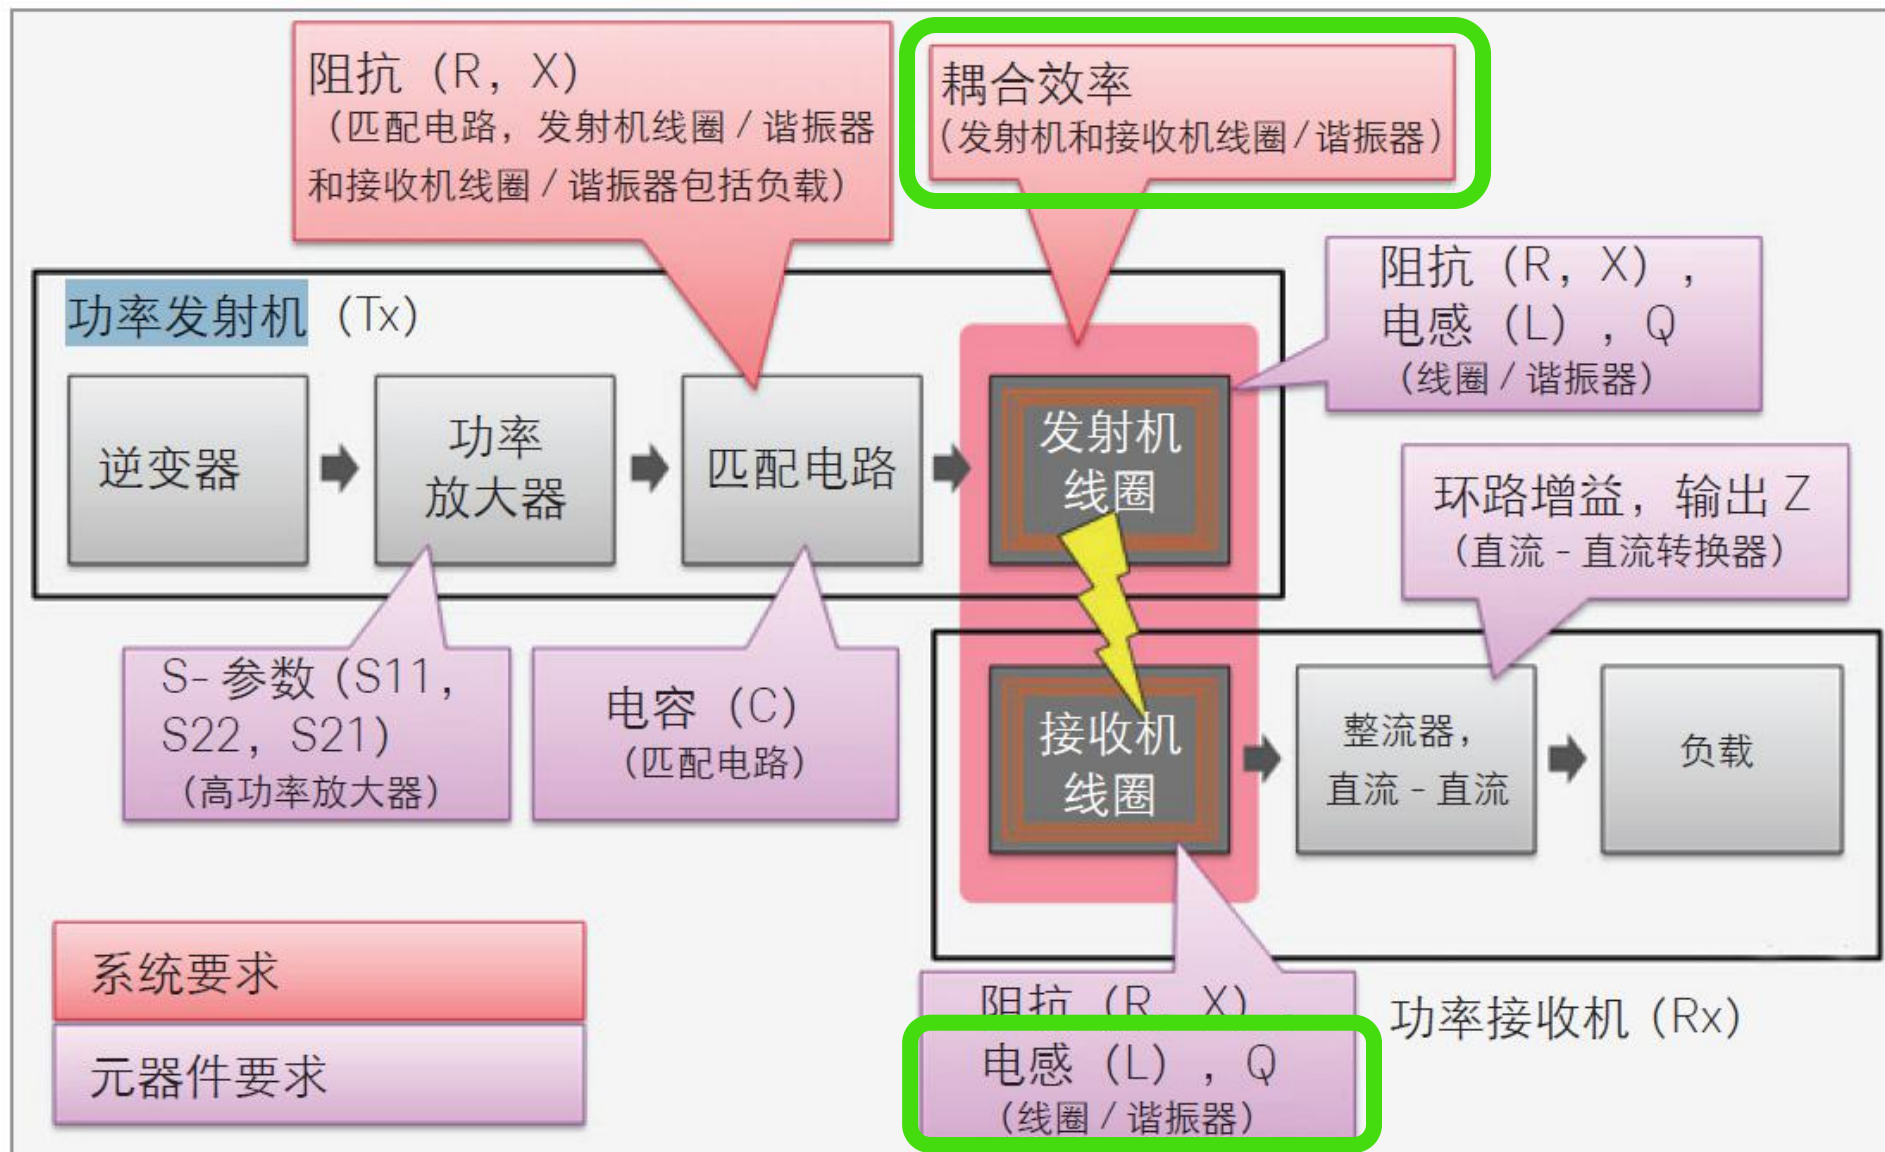 阻抗（R，X）
（匹配电路，发射机线圈 / 谐振器
和接收机线圈 / 谐振器包括负载）
耦合效率
（发射机和接收机线圈 / 谐振器）
阻抗（R，X），
电感（L），Q
（线圈 / 谐振器）
功率发射机（Tx）
逆变器
功率
放大器
匹配电路
发射机
线圈
环路增益，输出 Z
（直流 - 直流转换器）
S- 参数（S11，
S22，S21）
（高功率放大器）
电容（C）
（匹配电路）
接收机
线圈
整流器，
直流 - 直流
负载
系统要求
元器件要求
阻抗（R，X）
电感（L），Q
（线圈 / 谐振器）
功率接收机（Rx）